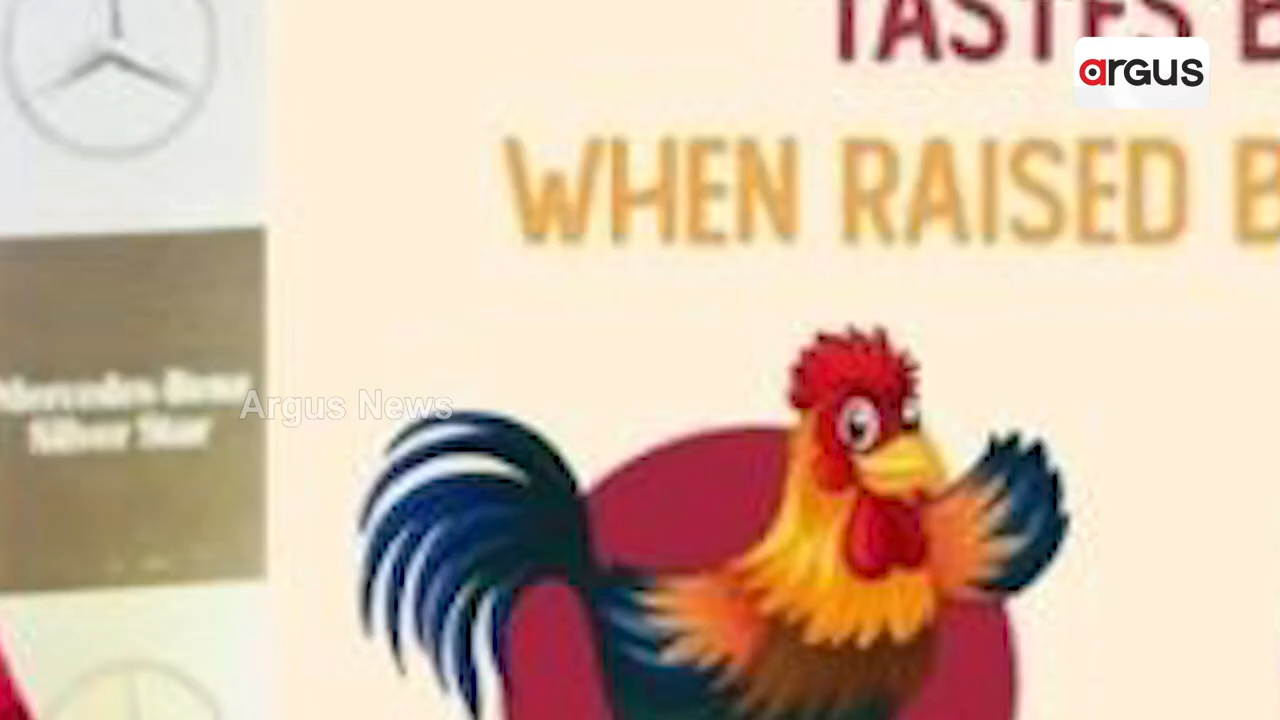 TASTES B
argus
WHEN RAISED B
Mercedes-Benz
Silver Star
Argus News